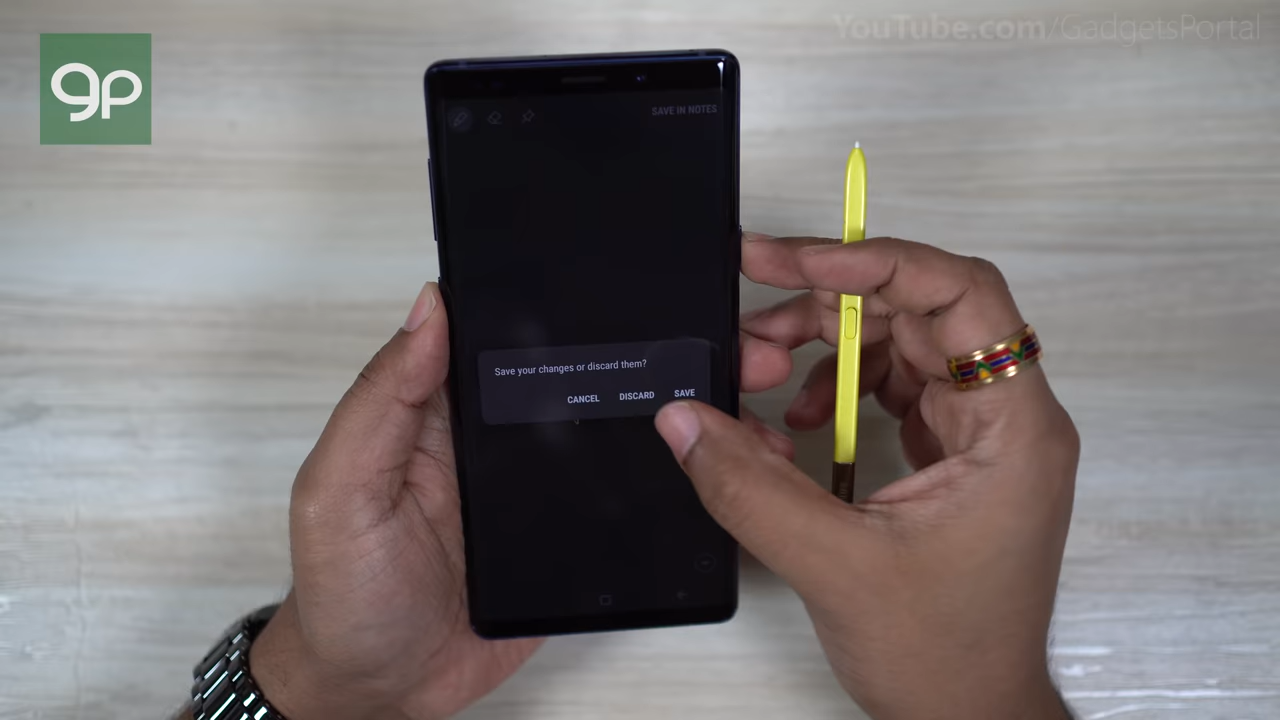 YouTube.com/GadgetsPortal
gp
SAVE IN NOTES
Save your changes or discard them?
CANCEL DISCARD SAVE